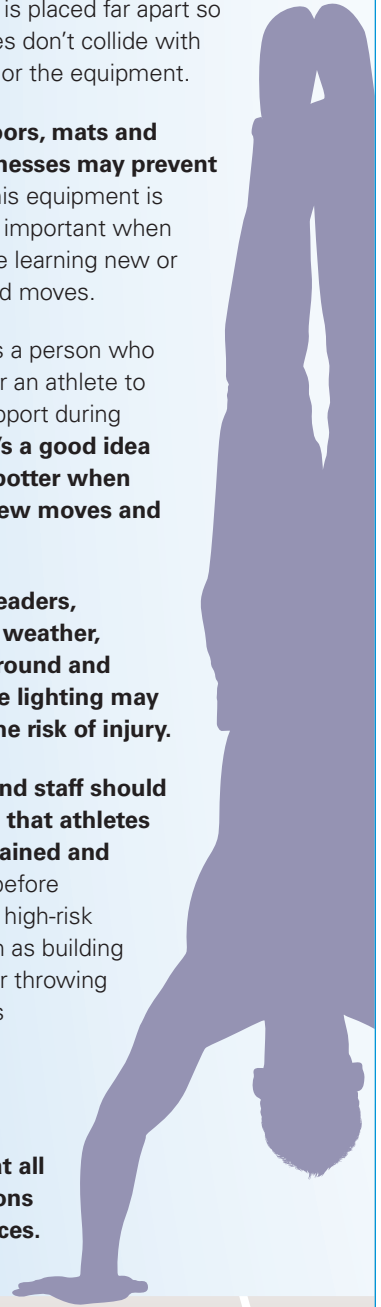 is placed far apart so
es don’t collide with
or the equipment.
oors, mats and
nesses may prevent
his equipment is
important when
e learning new or
d moves.
s a person who
r an athlete to
pport during
’s a good idea
potter when
ew moves and
eaders,
weather,
round and
e lighting may
he risk of injury.
nd staff should
that athletes
ained and
before
high-risk
h as building
r throwing
s
at all
ons
ces.